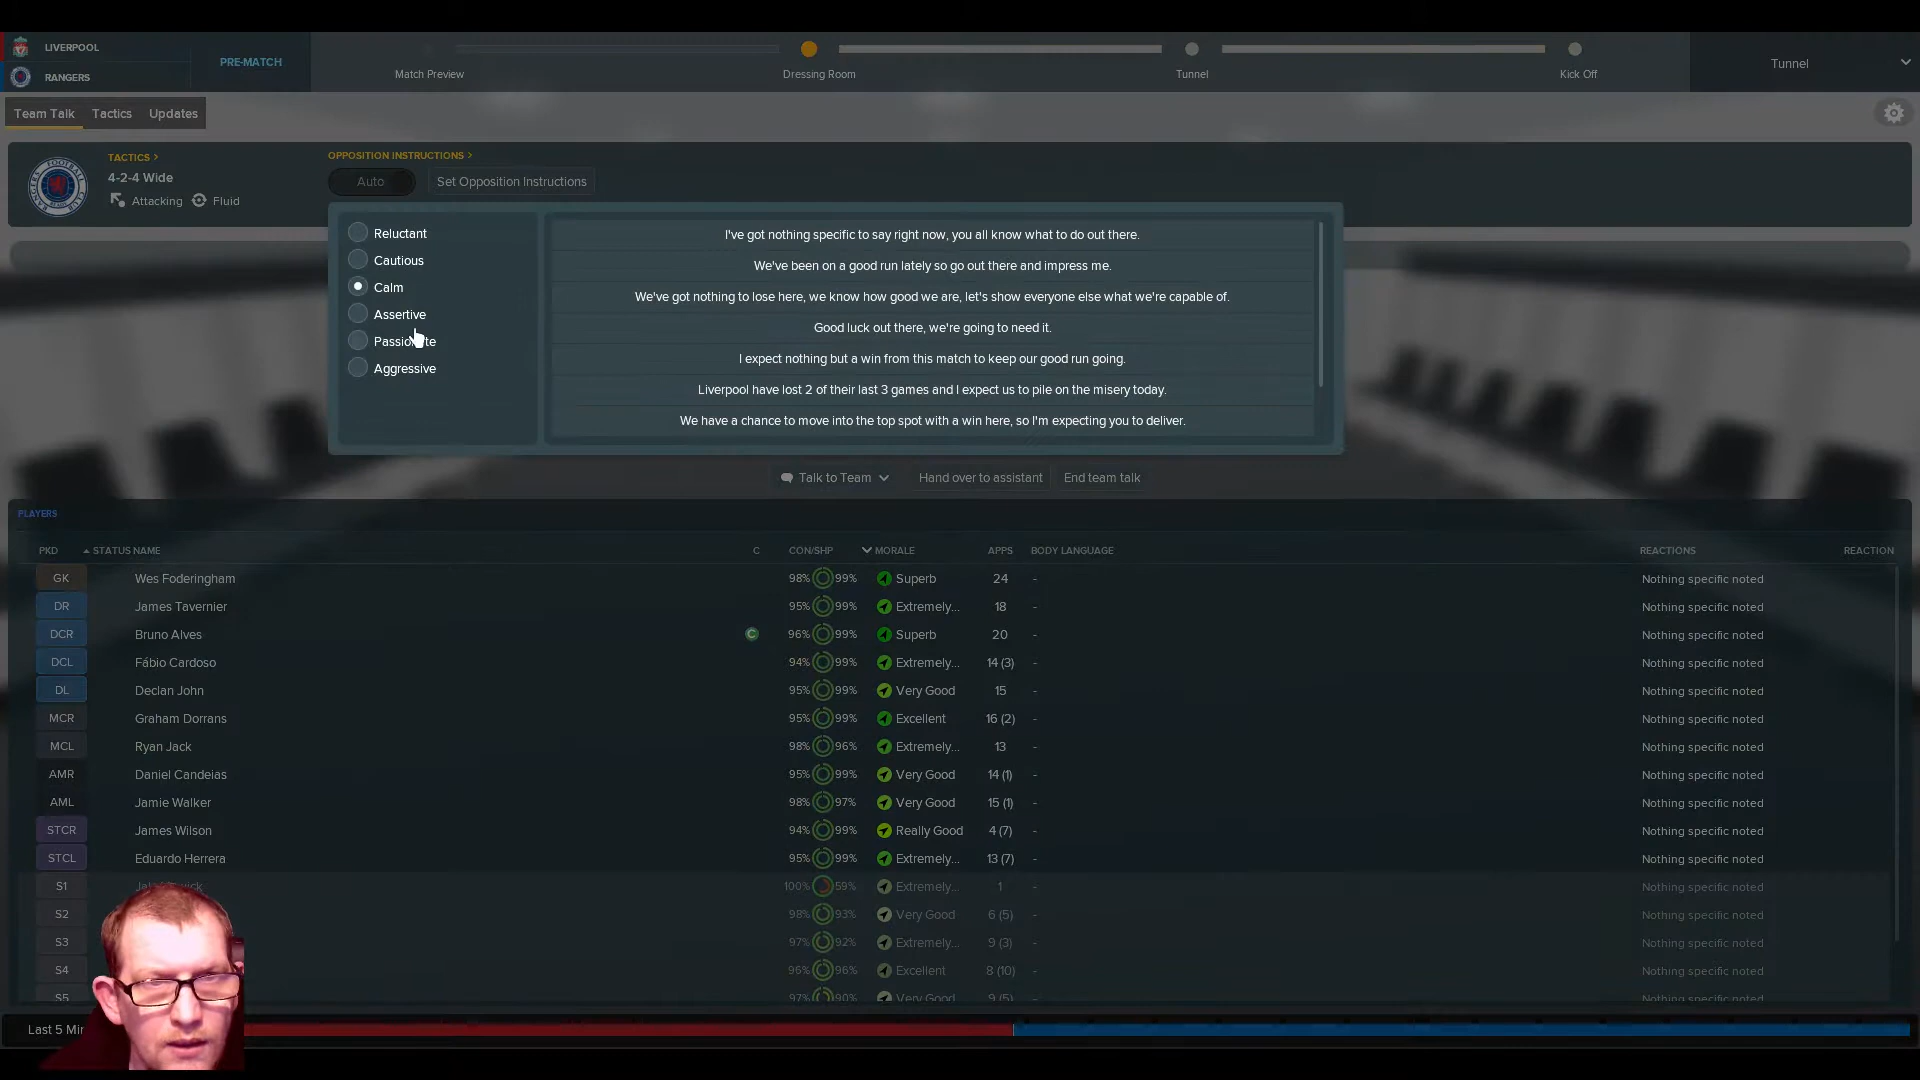 LIVERPOOL
RANGERS
PRE-MATCH
Match Preview
Dressing Room
Tunnel
Kick Off
Tunnel
Team Talk Tactics Updates
TACTICS >
4-2-4 Wide
Attacking Fluid
OPPOSITION INSTRUCTIONS >
Auto Set Opposition Instructions
Reluctant
Cautious
Calm
Assertive
Aggressive
I've got nothing specific to say right now, you all know what to do out there.
We've been on a good run lately so go out there and impress me.
We've got nothing to lose here, we know how good we are, let's show everyone else what we're capable of.
Good luck out there, we're going to need it.
I expect nothing but a win from this match to keep our good run going.
Liverpool have lost 2 of their last 3 games and I expect us to pile on the misery today.
We have a chance to move into the top spot with a win here, so I'm expecting you to deliver.
Talk to Team Hand over to assistant End team talk
PLAYERS
PKD STATUS NAME C CON/SHP MORALE APPS BODY LANGUAGE REACTIONS REACTION
GK Wes Foderingham 98% 99% Superb 24 - Nothing specific noted
DR James Tavernier 95% 99% Extremely... 18 - Nothing specific noted
DCR Bruno Alves C 96% 99% Superb 20 - Nothing specific noted
DCL Fábio Cardoso 94% 99% Extremely... 14 (3) - Nothing specific noted
DL Declan John 95% 99% Very Good 15 - Nothing specific noted
MCR Graham Dorrans 95% 99% Excellent 16 (2) - Nothing specific noted
MCL Ryan Jack 98% 96% Extremely... 13 - Nothing specific noted
AMR Daniel Candeias 95% 99% Very Good 14 (1) - Nothing specific noted
AML Jamie Walker 98% 97% Very Good 15 (1) - Nothing specific noted
STCR James Wilson 94% 99% Really Good 4 (7) - Nothing specific noted
STCL Eduardo Herrera 95% 99% Extremely... 13 (7) - Nothing specific noted
S1 100% 59% Extremely... 1 - Nothing specific noted
S2 98% 93% Very Good 6 (5) - Nothing specific noted
S3 97% 92% Extremely... 9 (3) - Nothing specific noted
S4 96% 96% Excellent 8 (10) - Nothing specific noted
S5 97% 90% Very Good 9 (5) - Nothing specific noted
Last 5